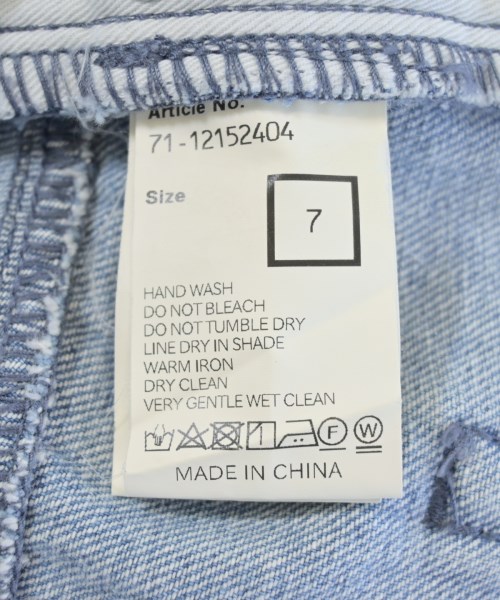 Article No.
71-12152404
Size
7
HAND WASH
DO NOT BLEACH
DO NOT TUMBLE DRY
LINE DRY IN SHADE
WARM IRON
DRY CLEAN
VERY GENTLE WET CLEAN
F W
MADE IN CHINA